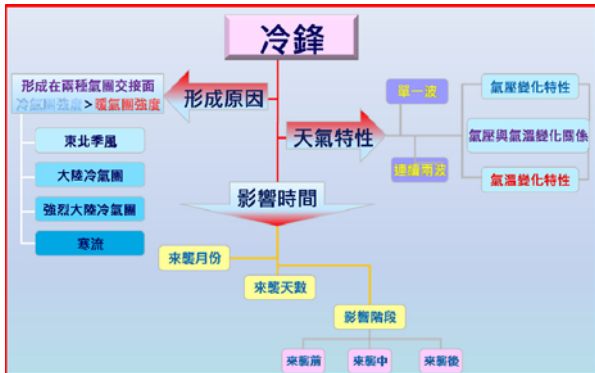 冷鋒
形成原因
形成在兩種氣團交接面
冷氣團強度>暖氣團強度
東北季風
大陸冷氣團
強烈大陸冷氣團
寒流
天氣特性
單一波
連續兩波
氣壓變化特性
氣壓與氣溫變化關係
氣溫變化特性
影響時間
來襲月份
來襲天數
影響階段
來襲前
來襲中
來襲後